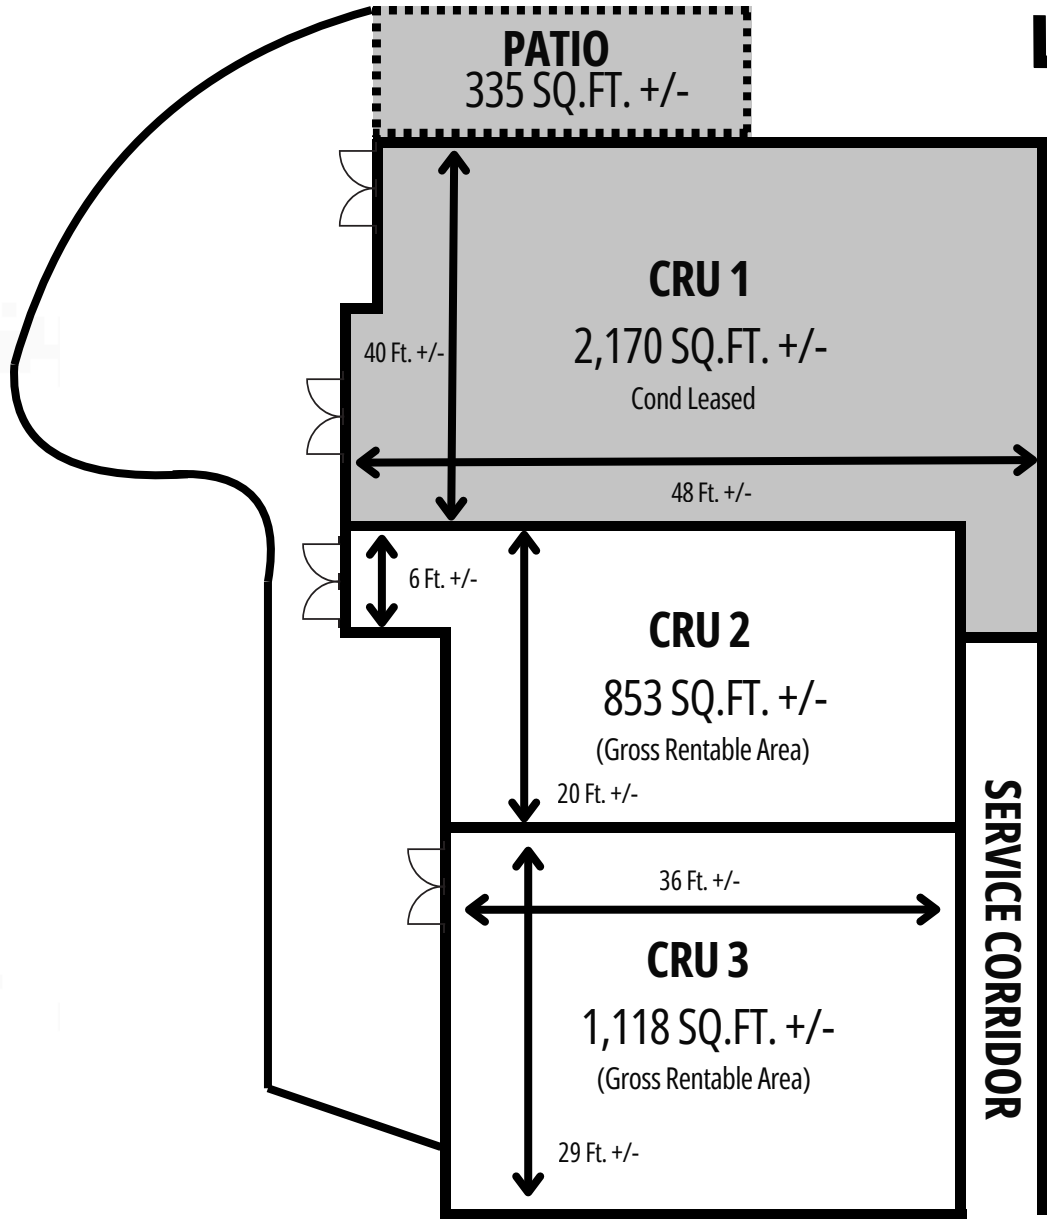 PATIO
335 SQ.FT. +/-
CRU 1
2,170 SQ.FT. +/-
Cond Leased
40 Ft. +/-
48 Ft. +/-
6 Ft. +/-
CRU 2
853 SQ.FT. +/-
(Gross Rentable Area)
20 Ft. +/-
36 Ft. +/-
CRU 3
1,118 SQ.FT. +/-
(Gross Rentable Area)
29 Ft. +/-
SERVICE CORRIDOR